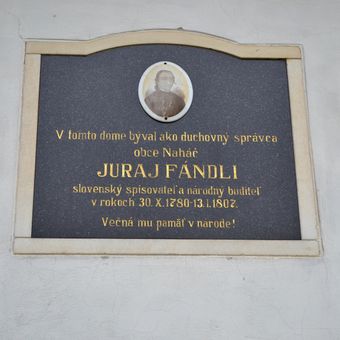 V tomto dome býval ako duchovný správca
obce Naháč
JURAJ FÁNDLI
slovenský spisovateľ a národný buditeľ
v rokoch 30.X.1780-13.I.1807.
Večná mu pamäť v národe!